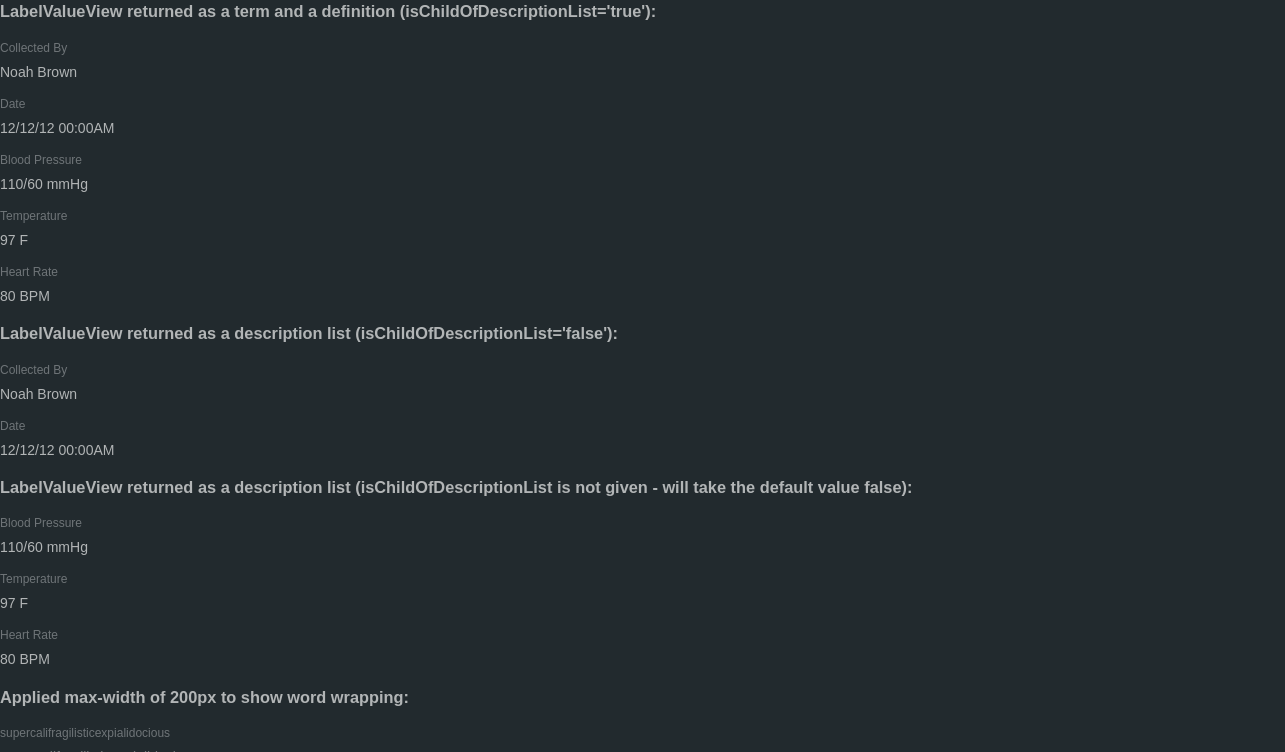 LabelValueView returned as a term and a definition (isChildOfDescriptionList='true'):
Collected By
Noah Brown
Date
12/12/12 00:00AM
Blood Pressure
110/60 mmHg
Temperature
97 F
Heart Rate
80 BPM
LabelValueView returned as a description list (isChildOfDescriptionList='false'):
Collected By
Noah Brown
Date
12/12/12 00:00AM
LabelValueView returned as a description list (isChildOfDescriptionList is not given - will take the default value false):
Blood Pressure
110/60 mmHg
Temperature
97 F
Heart Rate
80 BPM
Applied max-width of 200px to show word wrapping:
supercalifragilisticexpialidocious